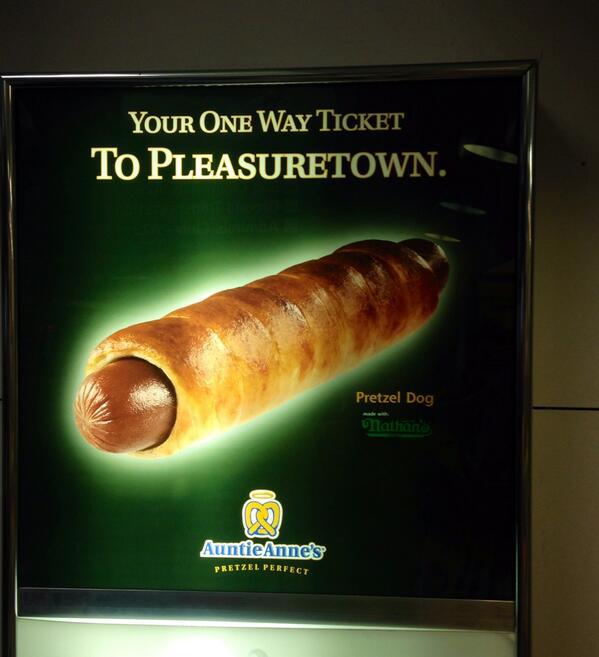 YOUR ONE WAY TICKET
TO PLEASURETOWN.
Pretzel Dog
made with
Nathan's
AuntieAnne's
PRETZEL PERFECT